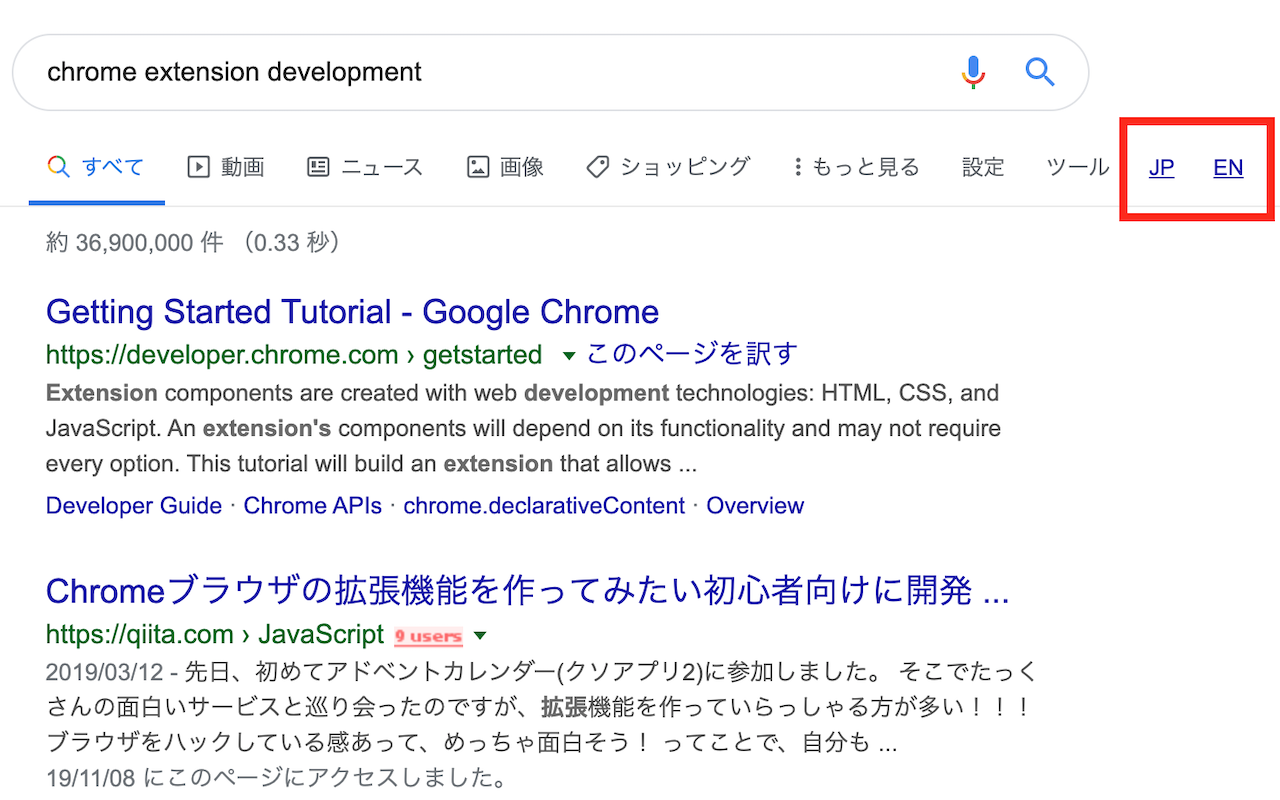 chrome extension development
すべて 動画 ニュース 画像 ショッピング もっと見る 設定 ツール JP EN
約 36,900,000 件 （0.33 秒）
Getting Started Tutorial - Google Chrome
https://developer.chrome.com › getstarted ▼ このページを訳す
Extension components are created with web development technologies: HTML, CSS, and
JavaScript. An extension's components will depend on its functionality and may not require
every option. This tutorial will build an extension that allows ...
Developer Guide · Chrome APIs · chrome.declarativeContent · Overview
Chromeブラウザの拡張機能を作ってみたい初心者向けに開発 ...
https://qiita.com › JavaScript 9 users ▼
2019/03/12 - 先日、初めてアドベントカレンダー(クソアプリ2)に参加しました。 そこでたっく
さんの面白いサービスと巡り会ったのですが、拡張機能を作っていらっしゃる方が多い！！！
ブラウザをハックしている感あって、めっちゃ面白そう！ ってことで、自分も ...
19/11/08 にこのページにアクセスしました。